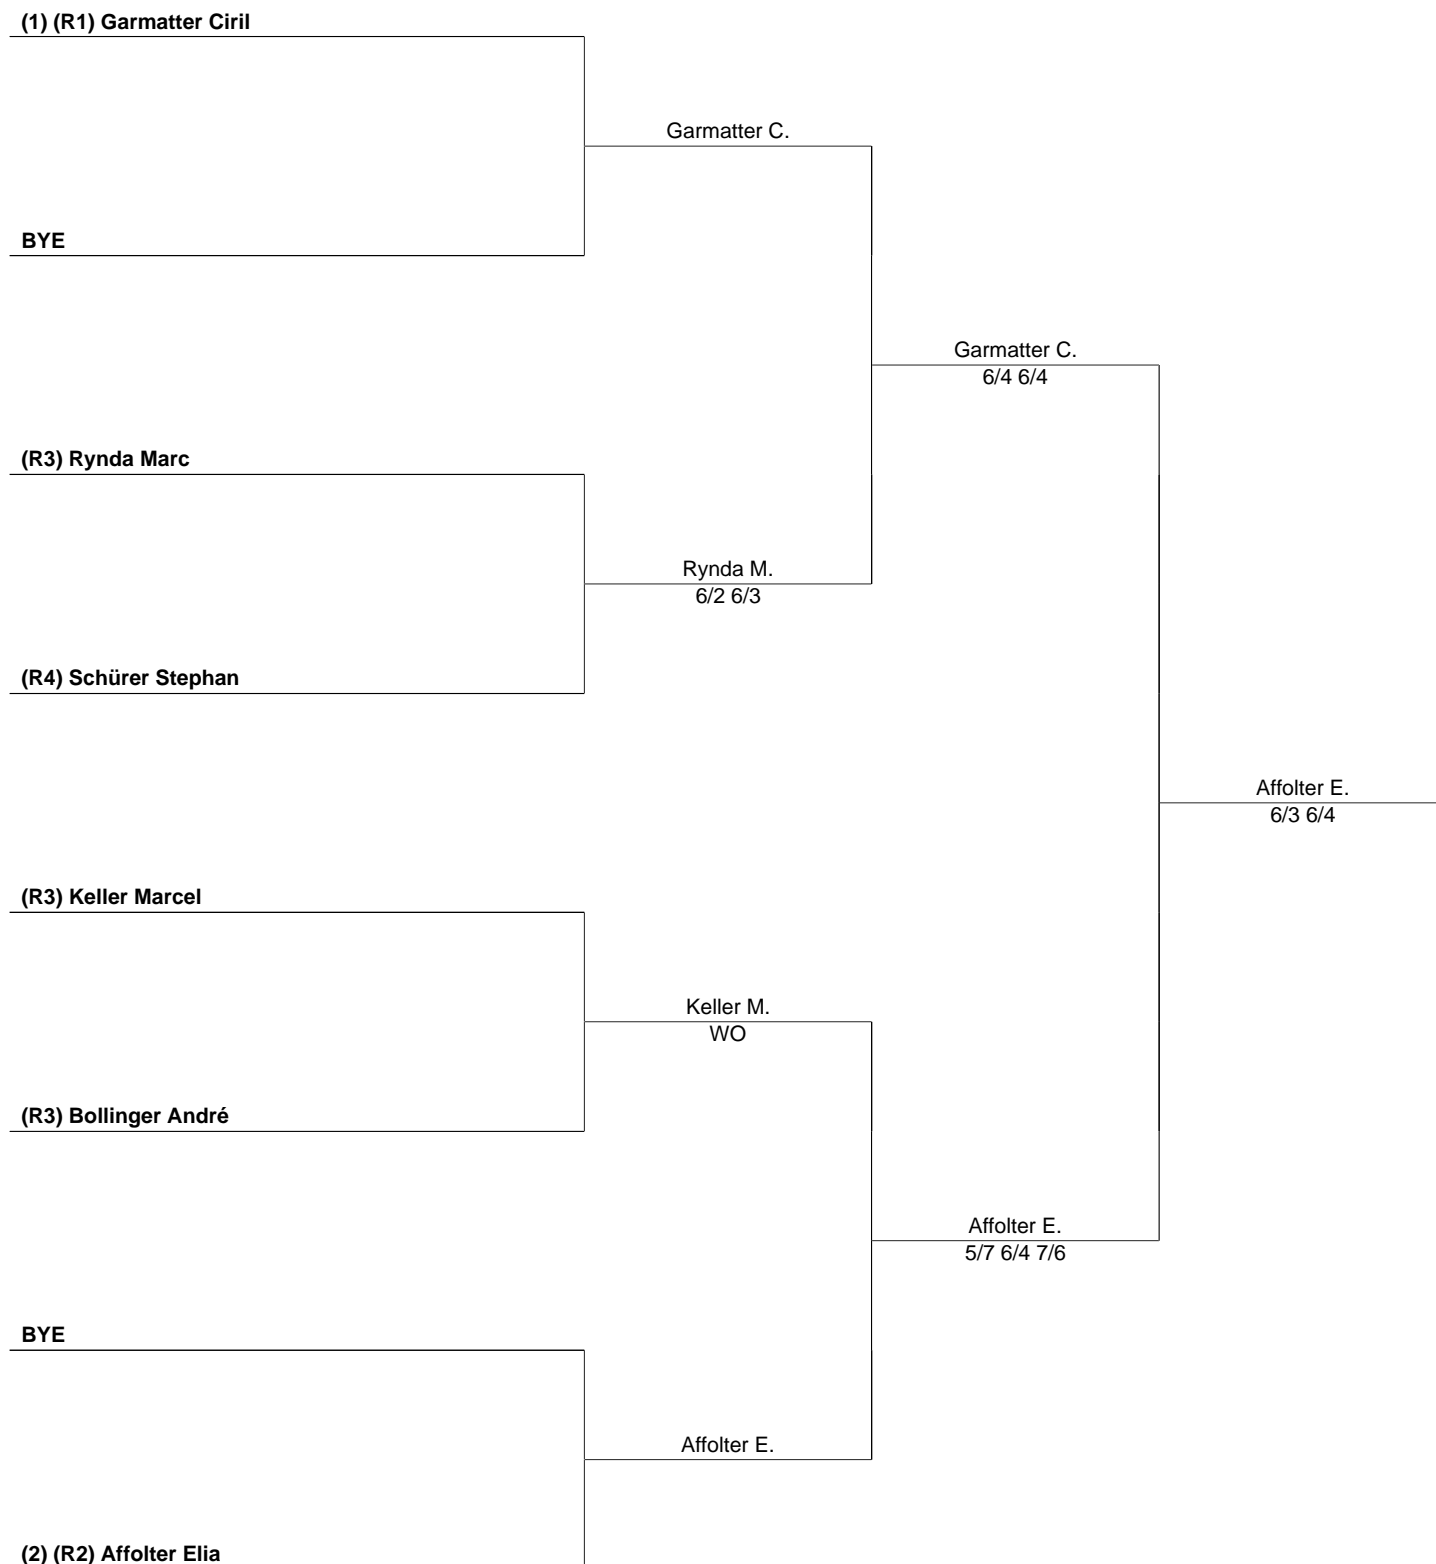 (1) (R1) Garmatter Ciril
Garmatter C.
BYE
Garmatter C.
6/4 6/4
(R3) Rynda Marc
Rynda M.
6/2 6/3
(R4) Schürer Stephan
Affolter E.
6/3 6/4
(R3) Keller Marcel
Keller M.
WO
(R3) Bollinger André
Affolter E.
5/7 6/4 7/6
BYE
Affolter E.
(2) (R2) Affolter Elia